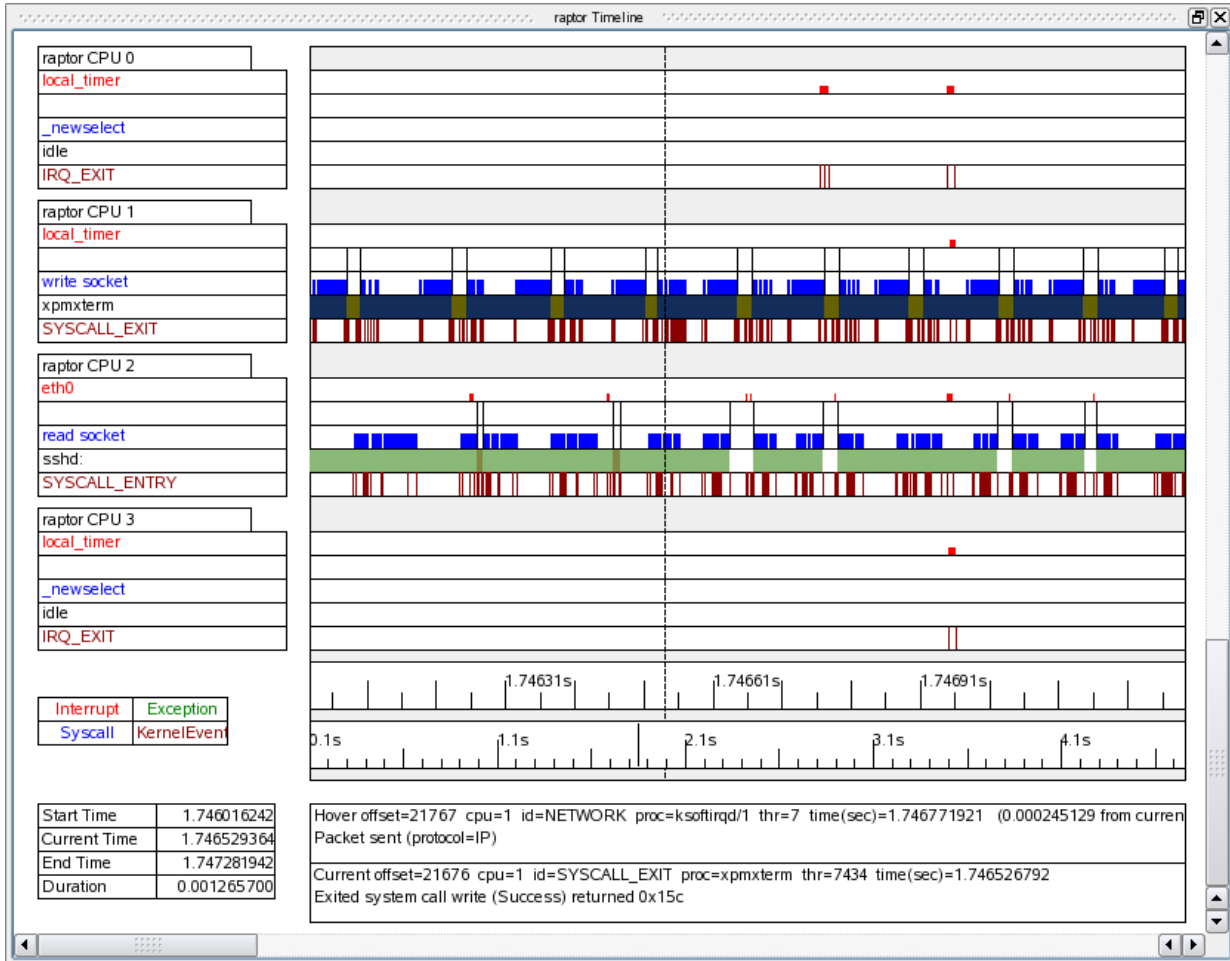 raptor Timeline
raptor CPU 0
local_timer
_newselect
idle
IRQ_EXIT
raptor CPU 1
local_timer
write socket
xpmxterm
SYSCALL_EXIT
raptor CPU 2
eth0
read socket
sshd:
SYSCALL_ENTRY
raptor CPU 3
local_timer
_newselect
idle
IRQ_EXIT
1.74631s 1.74661s 1.74691s
Interrupt Exception
Syscall KernelEvent
0.1s 1.1s 2.1s 3.1s 4.1s
Start Time 1.746016242
Current Time 1.746529364
End Time 1.747281942
Duration 0.001265700
Hover offset=21767 cpu=1 id=NETWORK proc=ksoftirqd/1 thr=7 time(sec)=1.746771921 (0.000245129 from curren
Packet sent (protocol=IP)
Current offset=21676 cpu=1 id=SYSCALL_EXIT proc=xpmxterm thr=7434 time(sec)=1.746526792
Exited system call write (Success) returned 0x15c